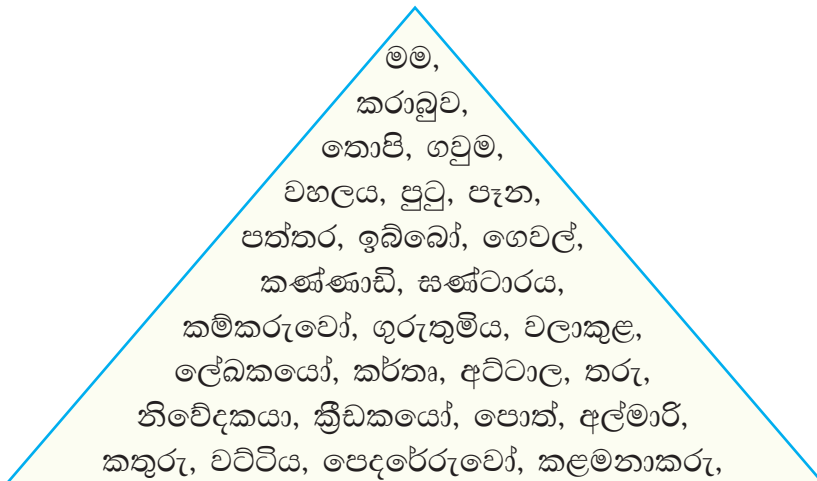 මම,
කරාබුව,
තොපි, ගවුම,
වහලය, පුටු, පෑන,
පත්තර, ඉබ්බෝ, ගෙවල්,
කණ්ණාඩි, ඝණ්ටාරය,
කම්කරුවෝ, ගුරුතුමිය, වලාකුළ,
ලේඛකයෝ, කර්තෘ, අට්ටාල, තරු,
නිවේදකයා, ක්‍රීඩකයෝ, පොත්, අල්මාරි,
කතුරු, වට්ටිය, පෙදරේරුවෝ, කළමනාකරු,